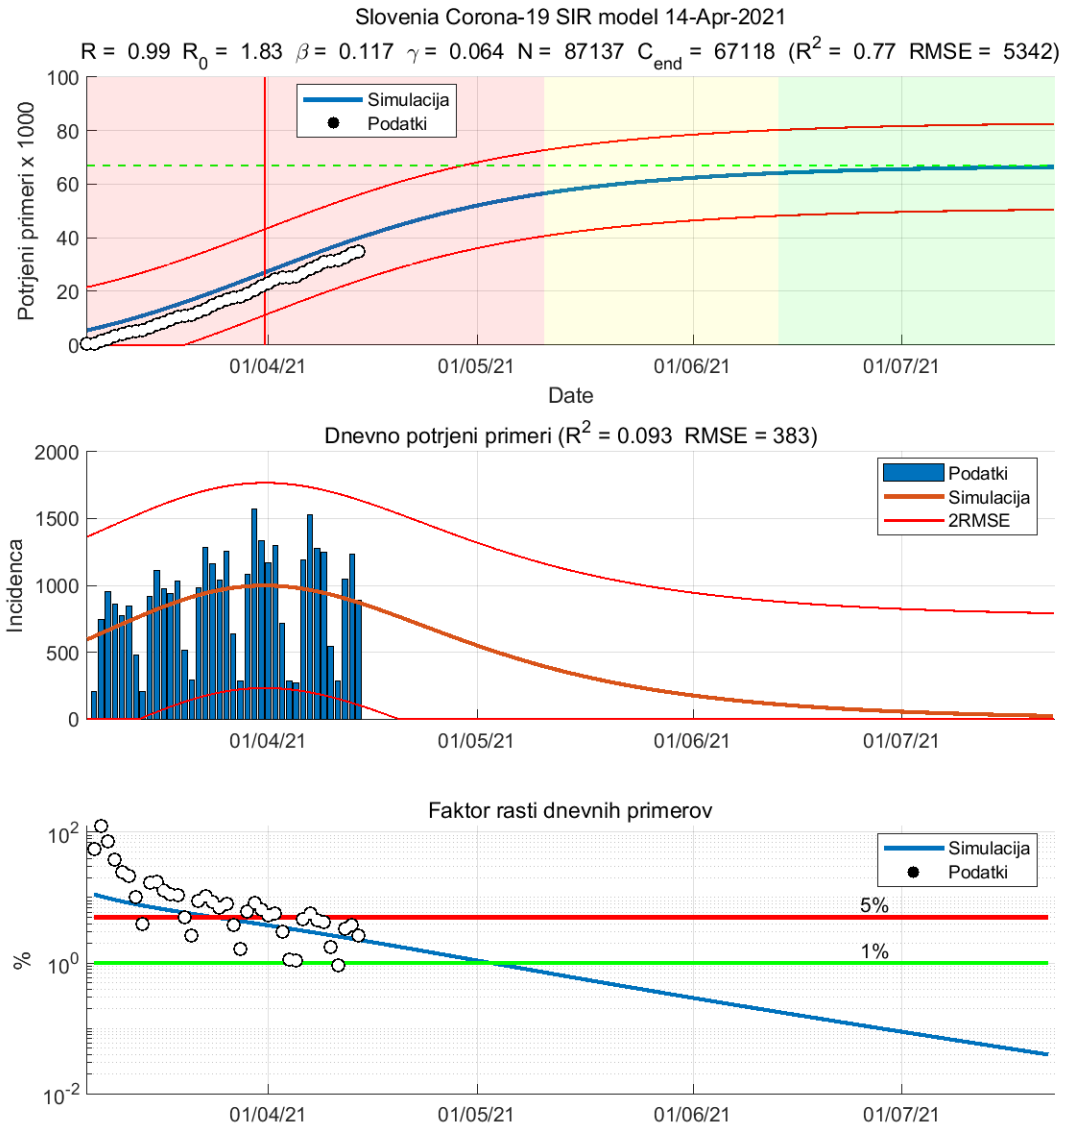 Slovenia Corona-19 SIR model 14-Apr-2021
R = 0.99 R0 = 1.83 β = 0.117 γ = 0.064 N = 87137 Cend = 67118 (R2 = 0.77 RMSE = 5342)
100
80
60
40
20
0
Potrjeni primeri x 1000
Simulacija
Podatki
01/04/21 01/05/21 01/06/21 01/07/21
Date
Dnevno potrjeni primeri (R2 = 0.093 RMSE = 383)
2000
1500
1000
500
0
Incidenca
Podatki
Simulacija
2RMSE
01/04/21 01/05/21 01/06/21 01/07/21
Faktor rasti dnevnih primerov
102
100
10-2
%
Simulacija
Podatki
5%
1%
01/04/21 01/05/21 01/06/21 01/07/21